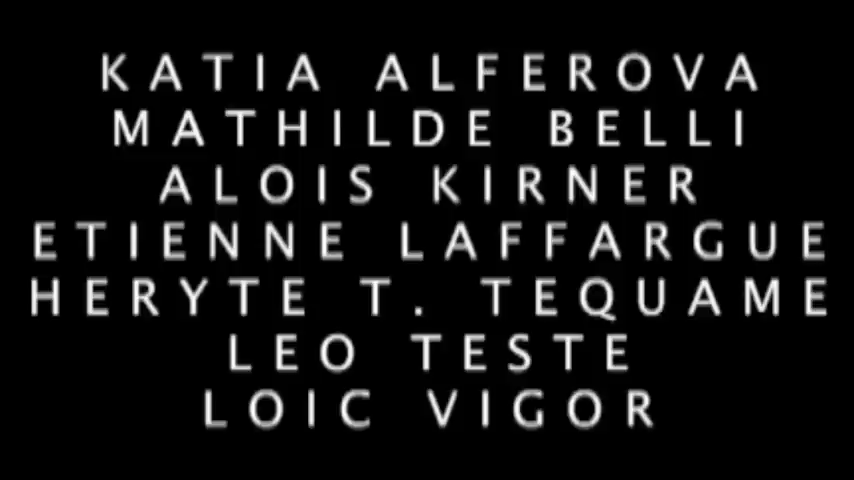 KATIA ALFEROVA
MATHILDE BELLI
ALOIS KIRNER
ETIENNE LAFFARGUE
HERYTE T. TEQUAME
LEO TESTE
LOIC VIGOR